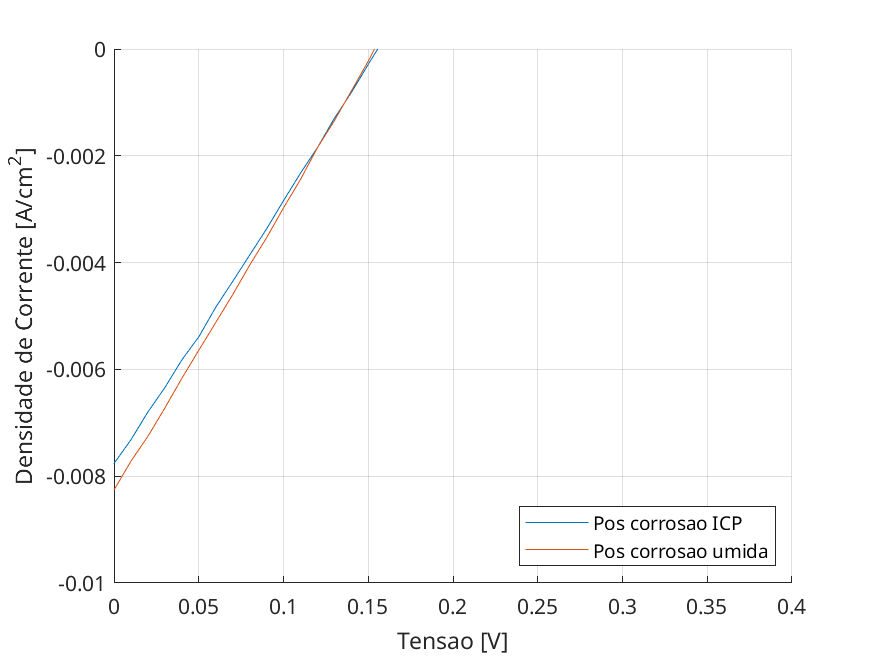 0
-0.002
-0.004
-0.006
-0.008
-0.01
Densidade de Corrente [A/cm²]
0 0.05 0.1 0.15 0.2 0.25 0.3 0.35 0.4
Tensao [V]
Pos corrosao ICP
Pos corrosao umida